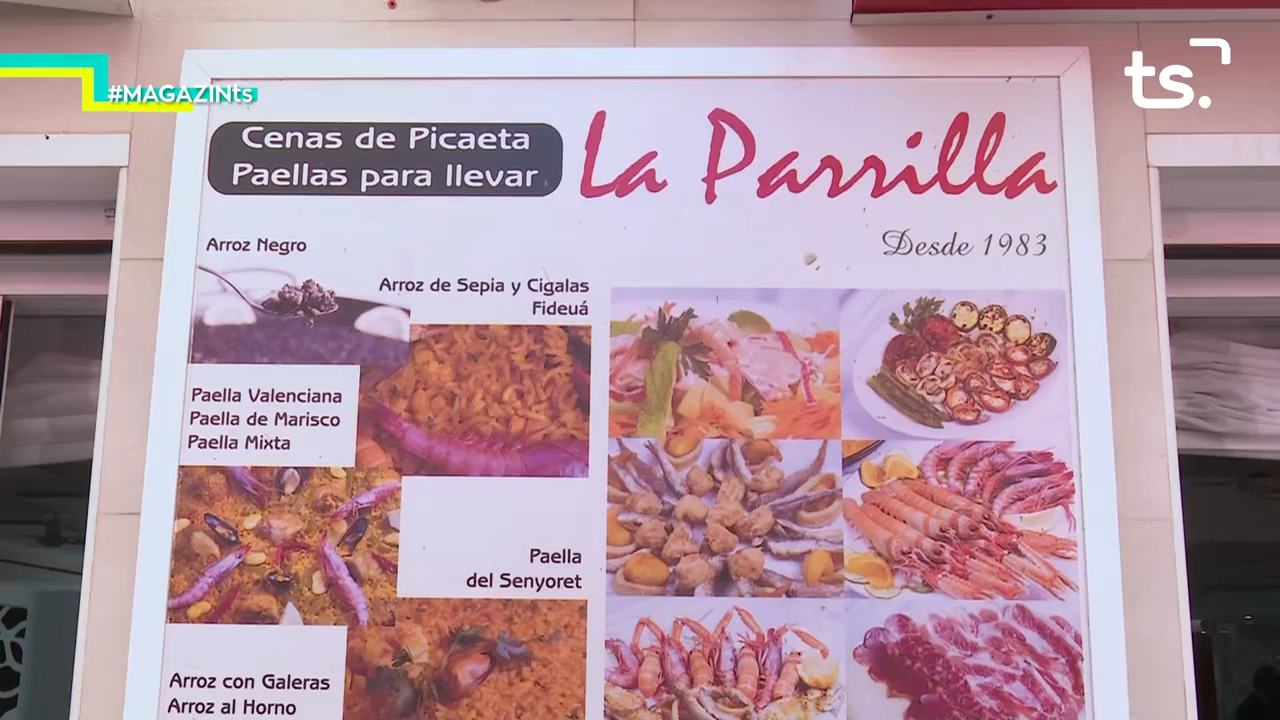 #MAGAZINts
ts.
Cenas de Picaeta
Paellas para llevar
La Parrilla
Desde 1983
Arroz Negro
Arroz de Sepia y Cigalas
Fideuá
Paella Valenciana
Paella de Marisco
Paella Mixta
Paella
del Senyoret
Arroz con Galeras
Arroz al Horno